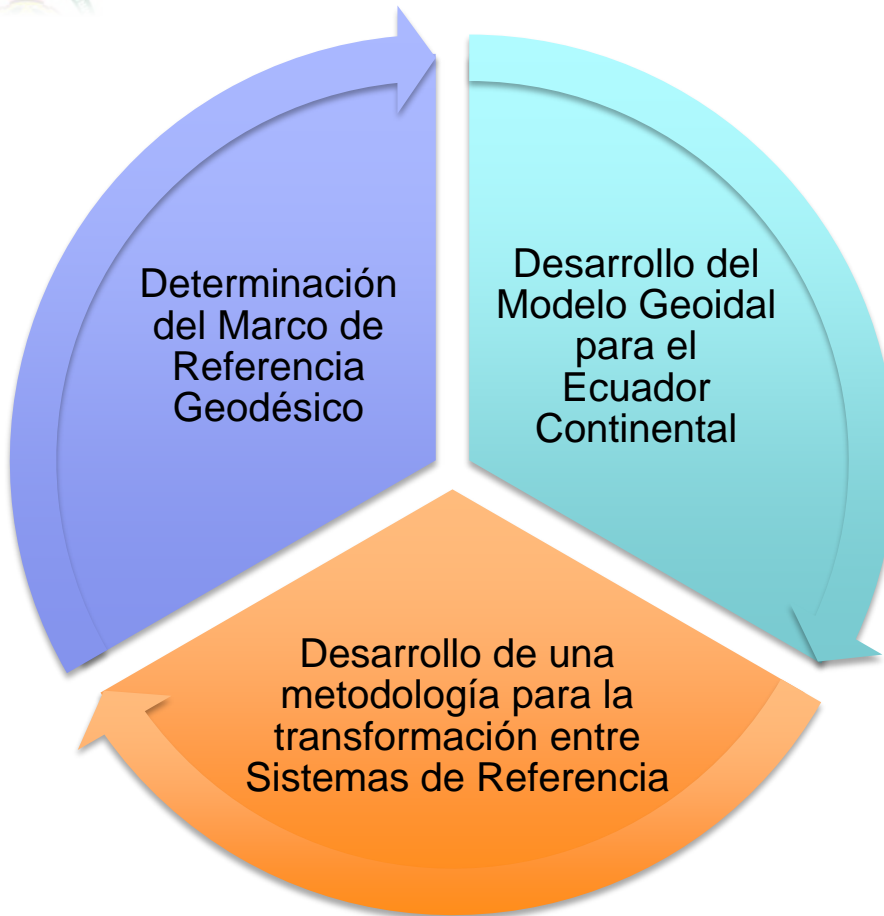 Determinación
del Marco de
Referencia
Geodésico
Desarrollo del
Modelo Geoidal
para el
Ecuador
Continental
Desarrollo de una
metodología para la
transformación entre
Sistemas de Referencia